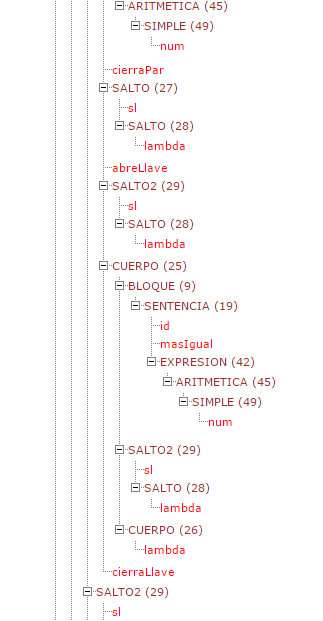 ARITMETICA (45)
SIMPLE (49)
num
cierraPar
SALTO (27)
sl
SALTO (28)
lambda
abreLlave
SALTO2 (29)
sl
SALTO (28)
lambda
CUERPO (25)
BLOQUE (9)
SENTENCIA (19)
id
masIgual
EXPRESION (42)
ARITMETICA (45)
SIMPLE (49)
num
SALTO2 (29)
sl
SALTO (28)
lambda
CUERPO (26)
lambda
cierraLlave
SALTO2 (29)
sl